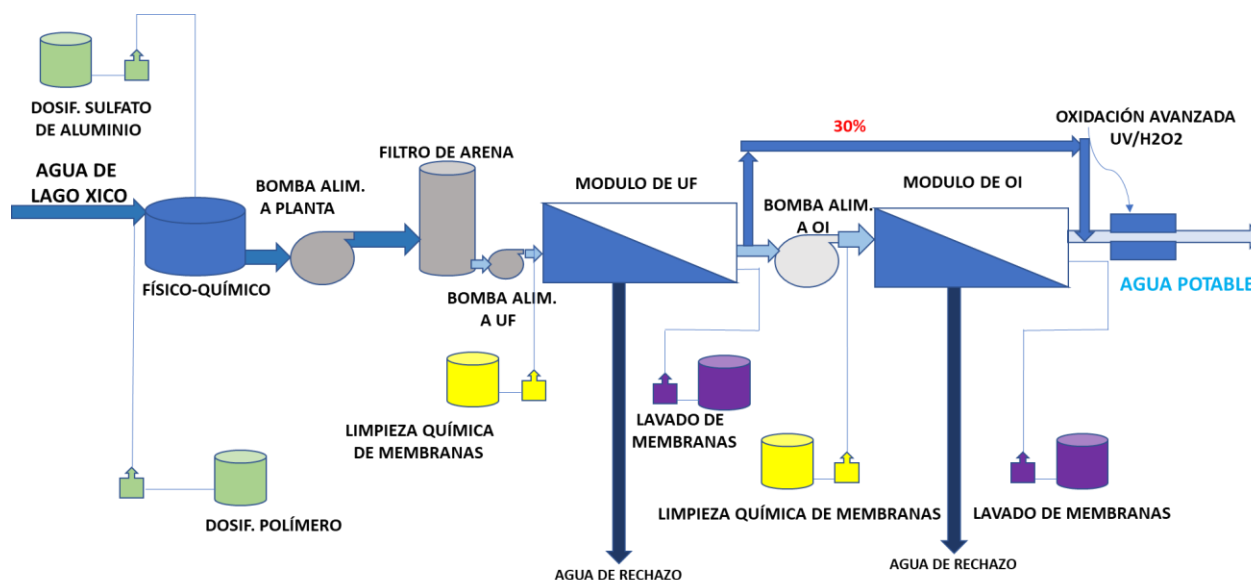 DOSIF. SULFATO
DE ALUMINIO
AGUA DE
LAGO XICO
FÍSICO-QUÍMICO
BOMBA ALIM.
A PLANTA
FILTRO DE ARENA
BOMBA ALIM.
A UF
MODULO DE UF
30%
BOMBA ALIM.
A OI
MODULO DE OI
OXIDACIÓN AVANZADA
UV/H2O2
AGUA POTABLE
LIMPIEZA QUÍMICA
DE MEMBRANAS
LAVADO DE
MEMBRANAS
DOSIF. POLÍMERO
LIMPIEZA QUÍMICA DE MEMBRANAS
LAVADO DE MEMBRANAS
AGUA DE RECHAZO
AGUA DE RECHAZO